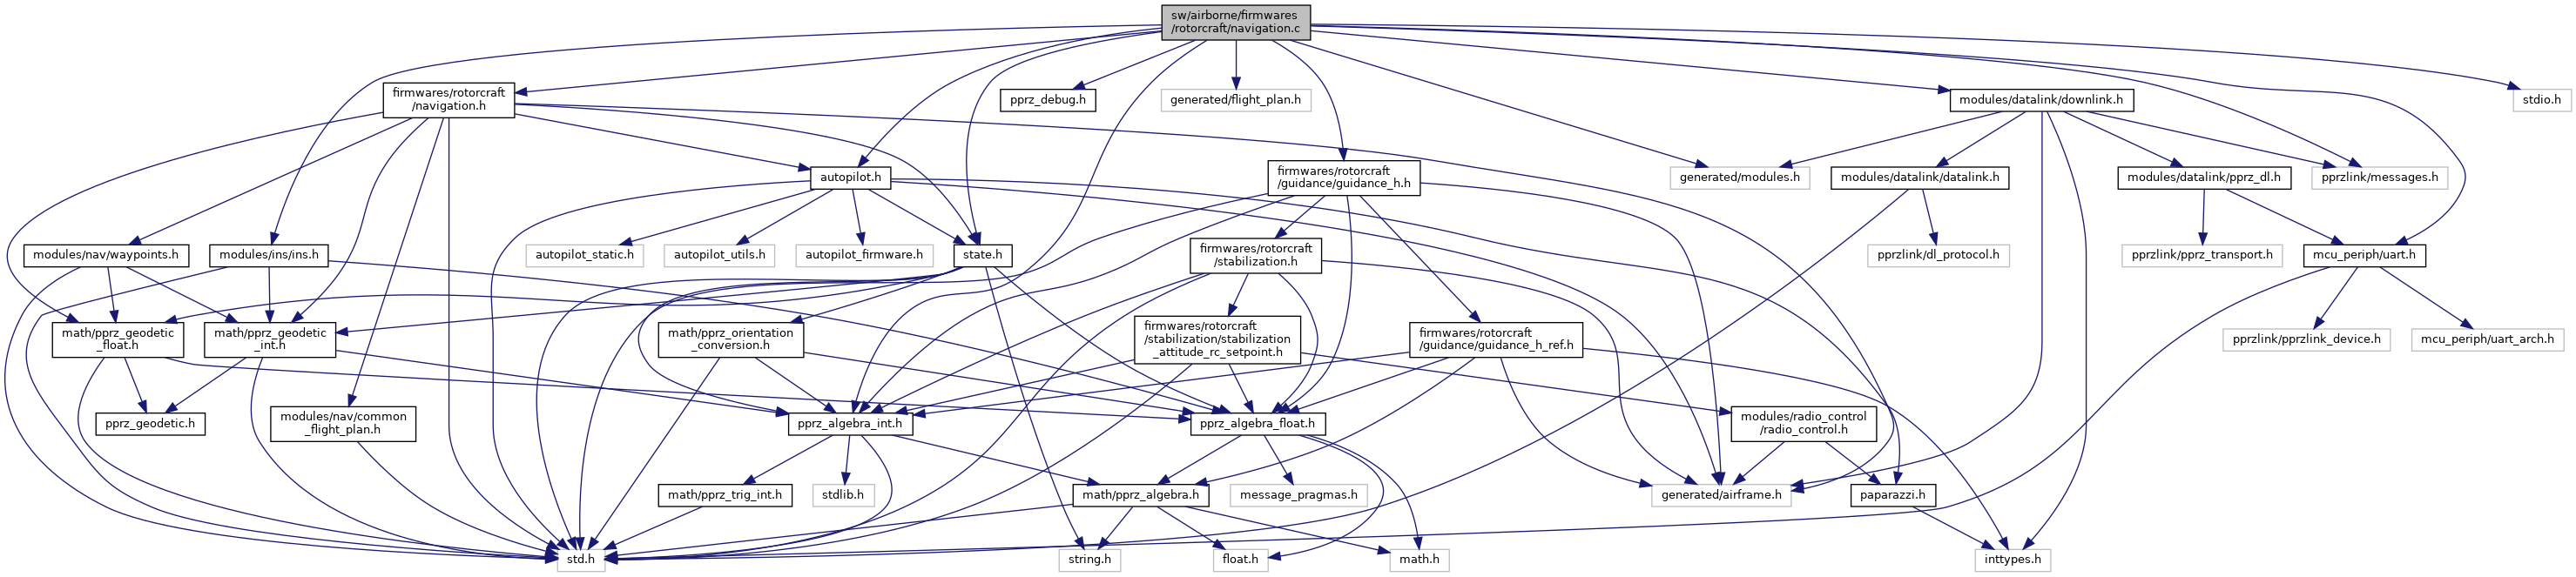 sw/airborne/firmwares
/rotorcraft/navigation.c
firmwares/rotorcraft
/navigation.h
pprz_debug.h
generated/flight_plan.h
modules/datalink/downlink.h
stdio.h
autopilot.h
firmwares/rotorcraft
/guidance/guidance_h.h
generated/modules.h
modules/datalink/datalink.h
modules/datalink/pprz_dl.h
pprzlink/messages.h
modules/nav/waypoints.h
modules/ins/ins.h
autopilot_static.h
autopilot_utils.h
autopilot_firmware.h
state.h
firmwares/rotorcraft
/stabilization.h
pprzlink/dl_protocol.h
pprzlink/pprz_transport.h
mcu_periph/uart.h
math/pprz_geodetic
_float.h
math/pprz_geodetic
_int.h
math/pprz_orientation
_conversion.h
firmwares/rotorcraft
/stabilization/stabilization
_attitude_rc_setpoint.h
firmwares/rotorcraft
/guidance/guidance_h_ref.h
pprzlink/pprzlink_device.h
mcu_periph/uart_arch.h
pprz_geodetic.h
modules/nav/common
_flight_plan.h
pprz_algebra_int.h
pprz_algebra_float.h
modules/radio_control
/radio_control.h
math/pprz_trig_int.h
stdlib.h
math/pprz_algebra.h
message_pragmas.h
generated/airframe.h
paparazzi.h
std.h
string.h
float.h
math.h
inttypes.h